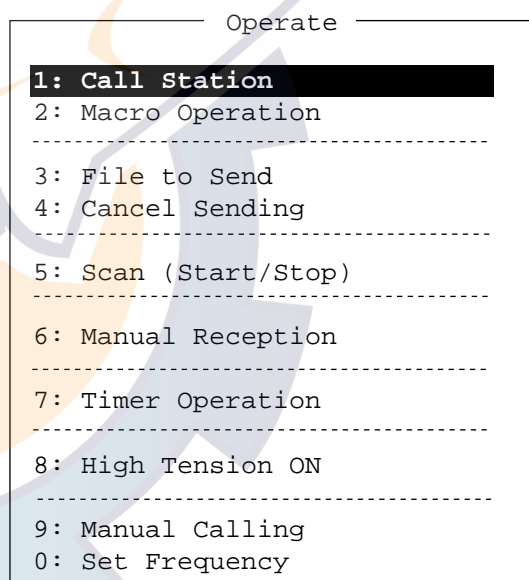 Operate
1: Call Station
2: Macro Operation
3: File to Send
4: Cancel Sending
5: Scan (Start/Stop)
6: Manual Reception
7: Timer Operation
8: High Tension ON
9: Manual Calling
0: Set Frequency